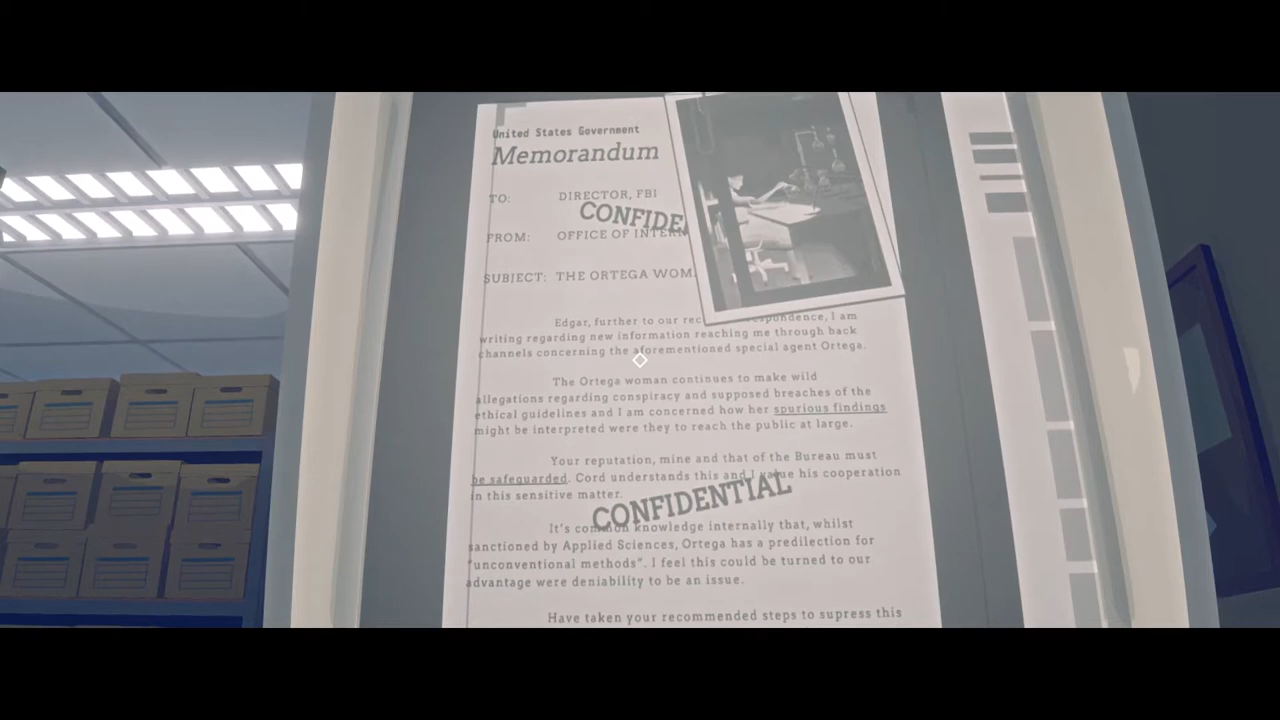 United States Government
Memorandum
TO: DIRECTOR, FBI
CONFIDE
FROM: OFFICE OF INTERN
SUBJECT: THE ORTEGA WOM
Edgar, further to our rec pondence, I am
writing regarding new information reaching me through back
channels concerning the aforementioned special agent Ortega.
The Ortega woman continues to make wild
allegations regarding conspiracy and supposed breaches of the
ethical guidelines and I am concerned how her spurious findings
might be interpreted were they to reach the public at large.
Your reputation, mine and that of the Bureau must
be safeguarded. Cord understands this and I value his cooperation
in this sensitive matter.
CONFIDENTIAL
It's common knowledge internally that, whilst
sanctioned by Applied Sciences, Ortega has a predilection for
"unconventional methods". I feel this could be turned to our
advantage were deniability to be an issue.
Have taken your recommended steps to supress this